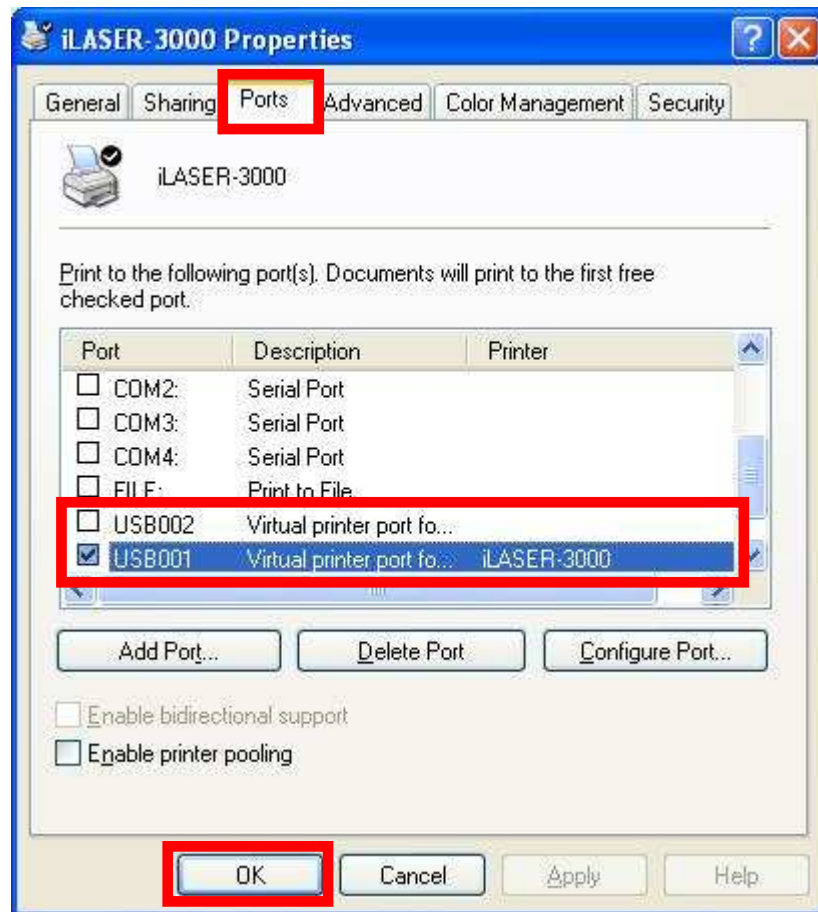 iLASER-3000 Properties
General Sharing Ports Advanced Color Management Security
iLASER-3000
Print to the following port(s). Documents will print to the first free
checked port.
Port Description Printer
COM2: Serial Port
COM3: Serial Port
COM4: Serial Port
FILE: Print to File
USB002 Virtual printer port fo...
USB001 Virtual printer port fo... iLASER-3000
Add Port... Delete Port Configure Port...
Enable bidirectional support
Enable printer pooling
OK Cancel Apply Help